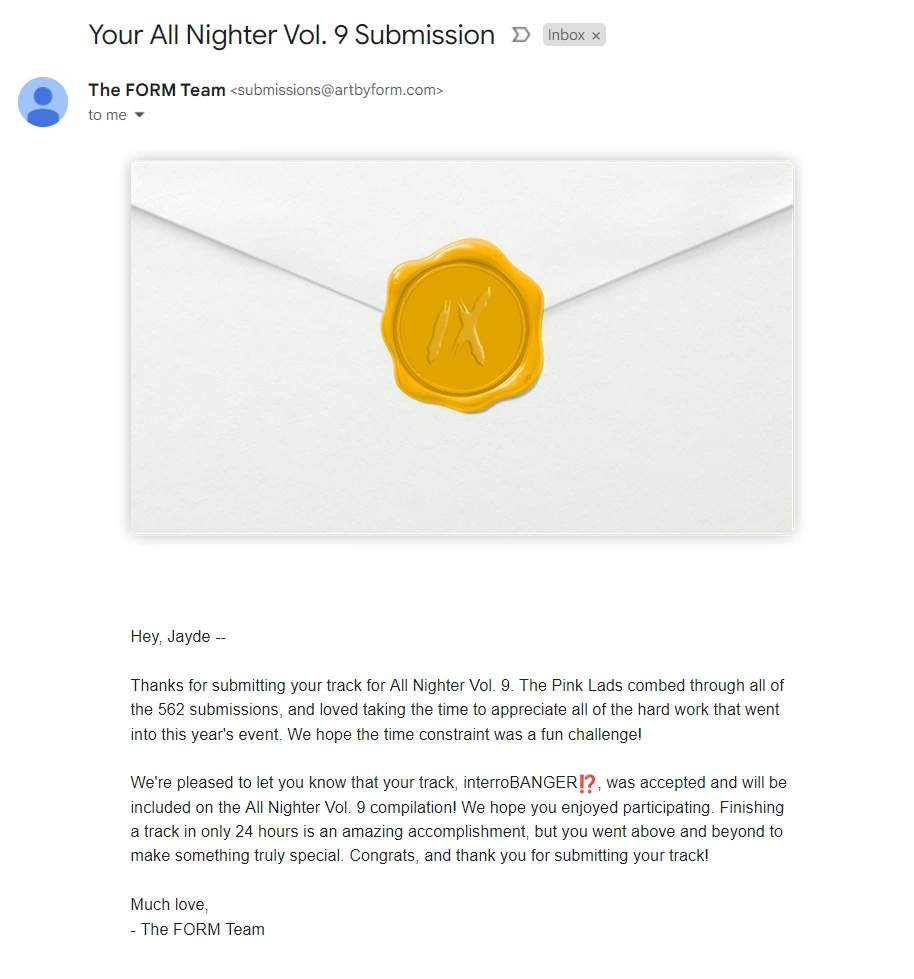 Your All Nighter Vol. 9 Submission
Inbox ×
The FORM Team <submissions@artbyform.com>
to me
IX
Hey, Jayde --
Thanks for submitting your track for All Nighter Vol. 9. The Pink Lads combed through all of
the 562 submissions, and loved taking the time to appreciate all of the hard work that went
into this year's event. We hope the time constraint was a fun challenge!
We're pleased to let you know that your track, interroBANGER⁉️, was accepted and will be
included on the All Nighter Vol. 9 compilation! We hope you enjoyed participating. Finishing
a track in only 24 hours is an amazing accomplishment, but you went above and beyond to
make something truly special. Congrats, and thank you for submitting your track!
Much love,
- The FORM Team